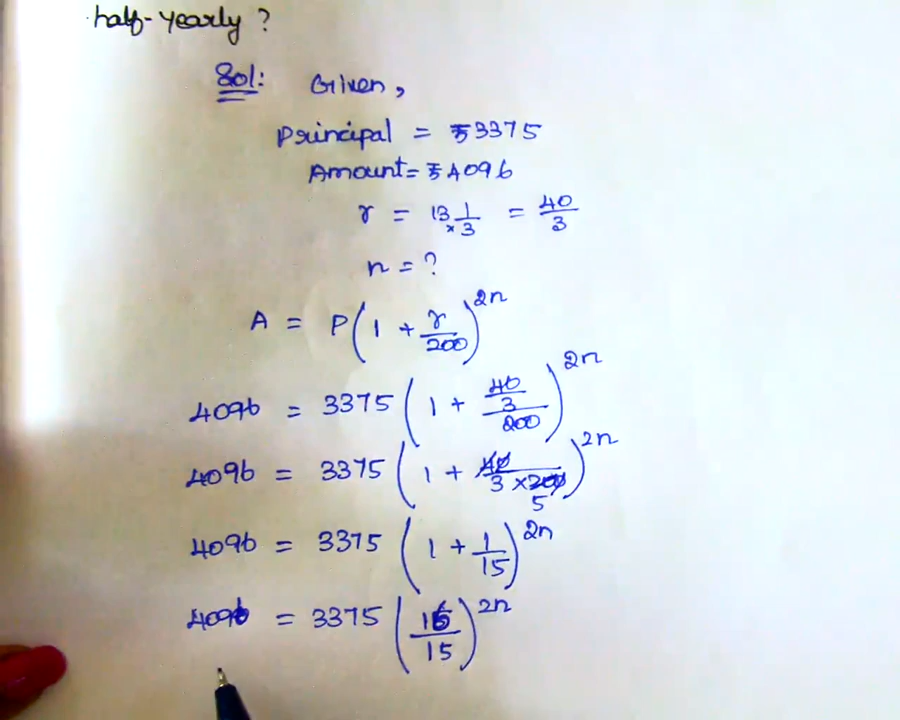 half-yearly ?
Sol: Given,
Principal = ₹3375
Amount = ₹4096
r = 13 1/3 = 40/3
n = ?
A = P(1 + r/200)^2n
4096 = 3375 (1 + 40/3/200)^2n
4096 = 3375 (1 + 40/3×200 5)^2n
4096 = 3375 (1 + 1/15)^2n
4096 = 3375 (16/15)^2n